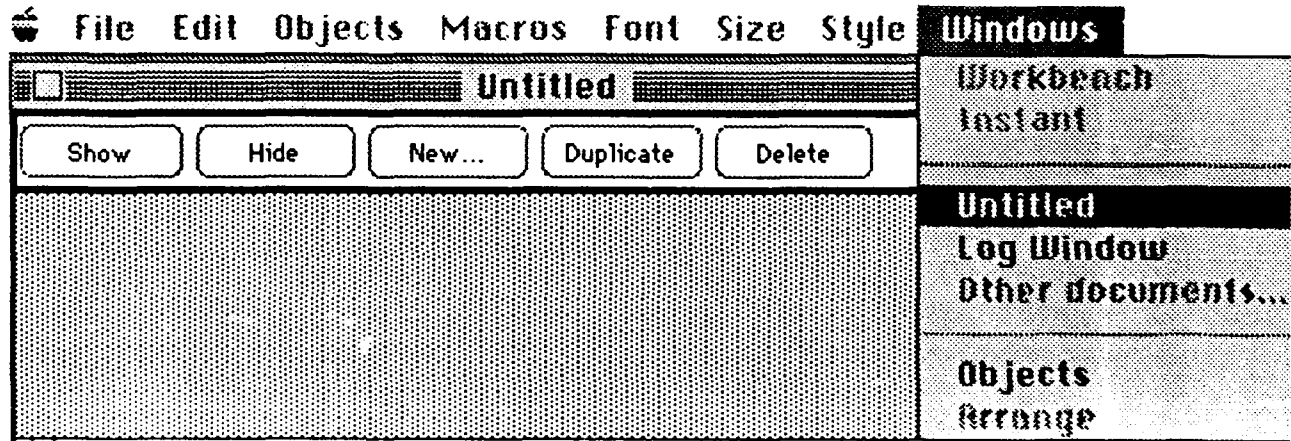 File Edit Objects Macros Font Size Style Windows
Untitled
Show Hide New... Duplicate Delete
Workbench
Instant
Untitled
Log Window
Other documents...
Objects
Arrange